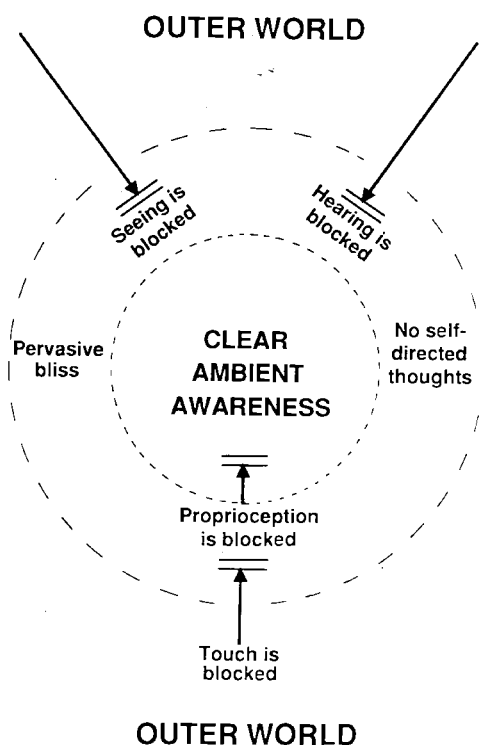 OUTER WORLD
Seeing is
blocked
Hearing is
blocked
Pervasive
bliss
CLEAR
AMBIENT
AWARENESS
No self-
directed
thoughts
Proprioception
is blocked
Touch is
blocked
OUTER WORLD